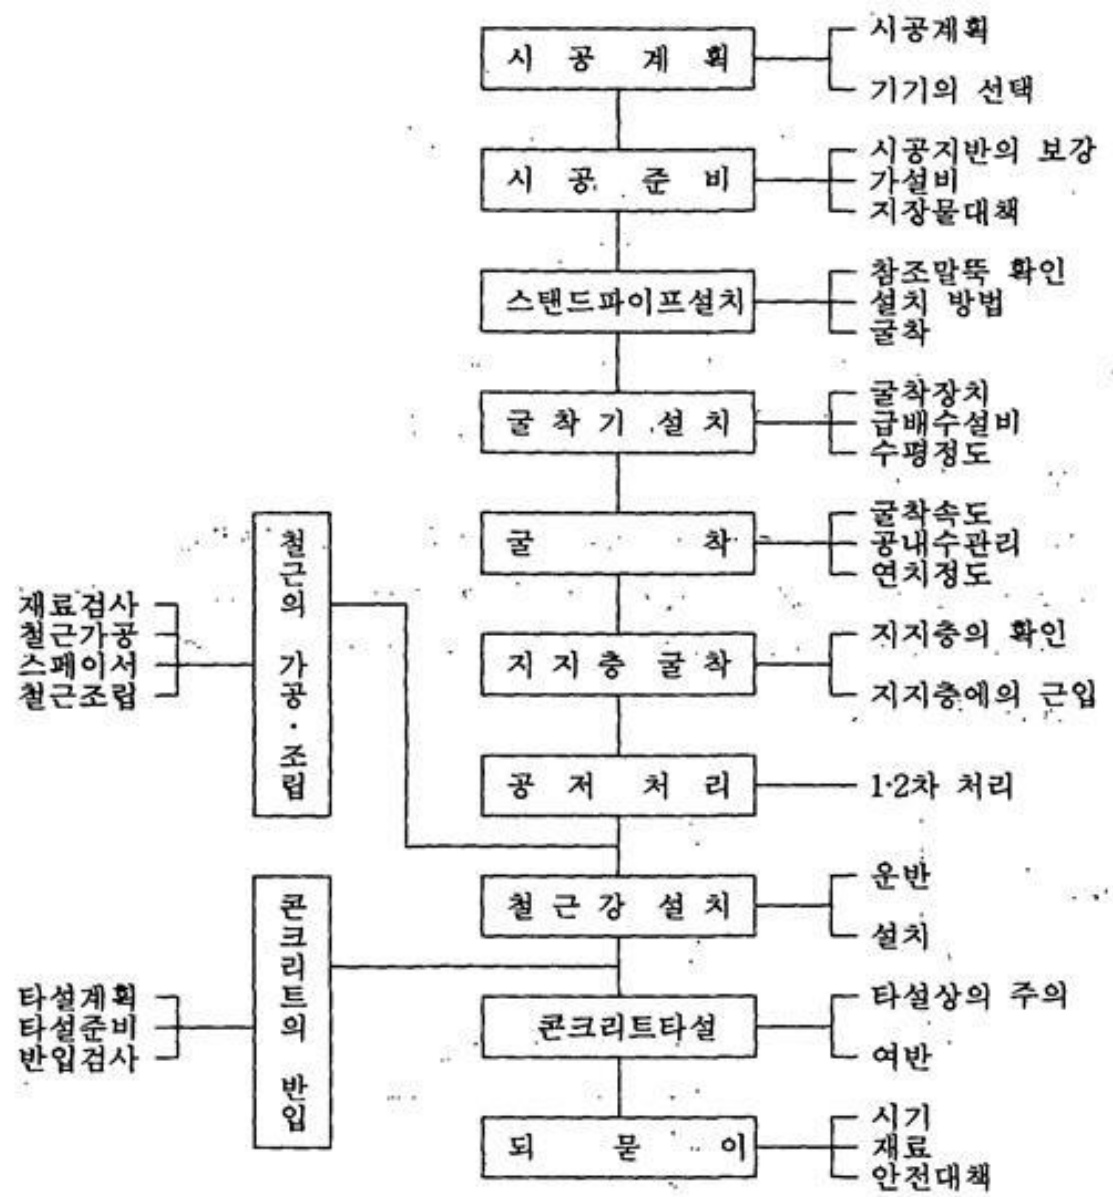 시 공 계 획
시공계획
기기의 선택
시 공 준 비
시공지반의 보강
가설비
지장물대책
스탠드파이프설치
참조말뚝 확인
설치 방법
굴착
굴 착 기 설 치
굴착장치
급배수설비
수평정도
굴 착
굴착속도
공내수관리
연치정도
지 지 층 굴 착
지지층의 확인
지지층에의 근입
공 저 처 리
1·2차 처리
철근의 가공·조립
재료검사
철근가공
스페이서
철근조립
철 근 강 설 치
운반
설치
콘크리트의 반입
타설계획
타설준비
반입검사
콘크리트타설
타설상의 주의
여반
되 묻 이
시기
재료
안전대책